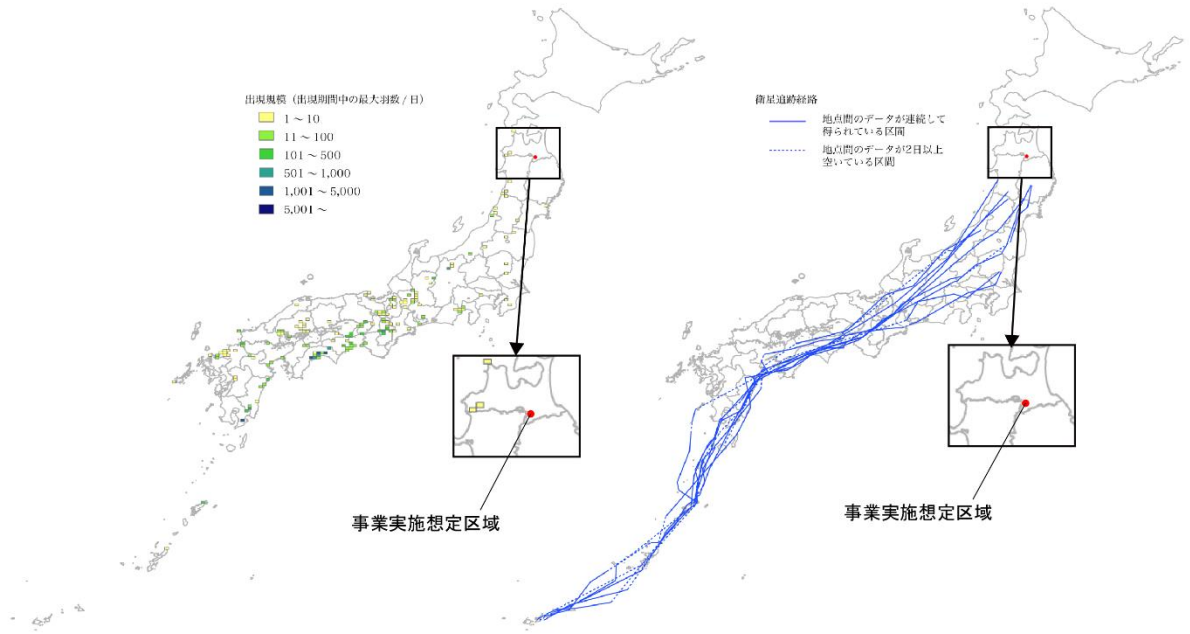 出現規模（出現期間中の最大羽数 / 日）
1 ～ 10
11 ～ 100
101 ～ 500
501 ～ 1,000
1,001 ～ 5,000
5,001 ～
事業実施想定区域
衛星追跡経路
地点間のデータが連続して
得られている区間
地点間のデータが2日以上
空いている区間
事業実施想定区域